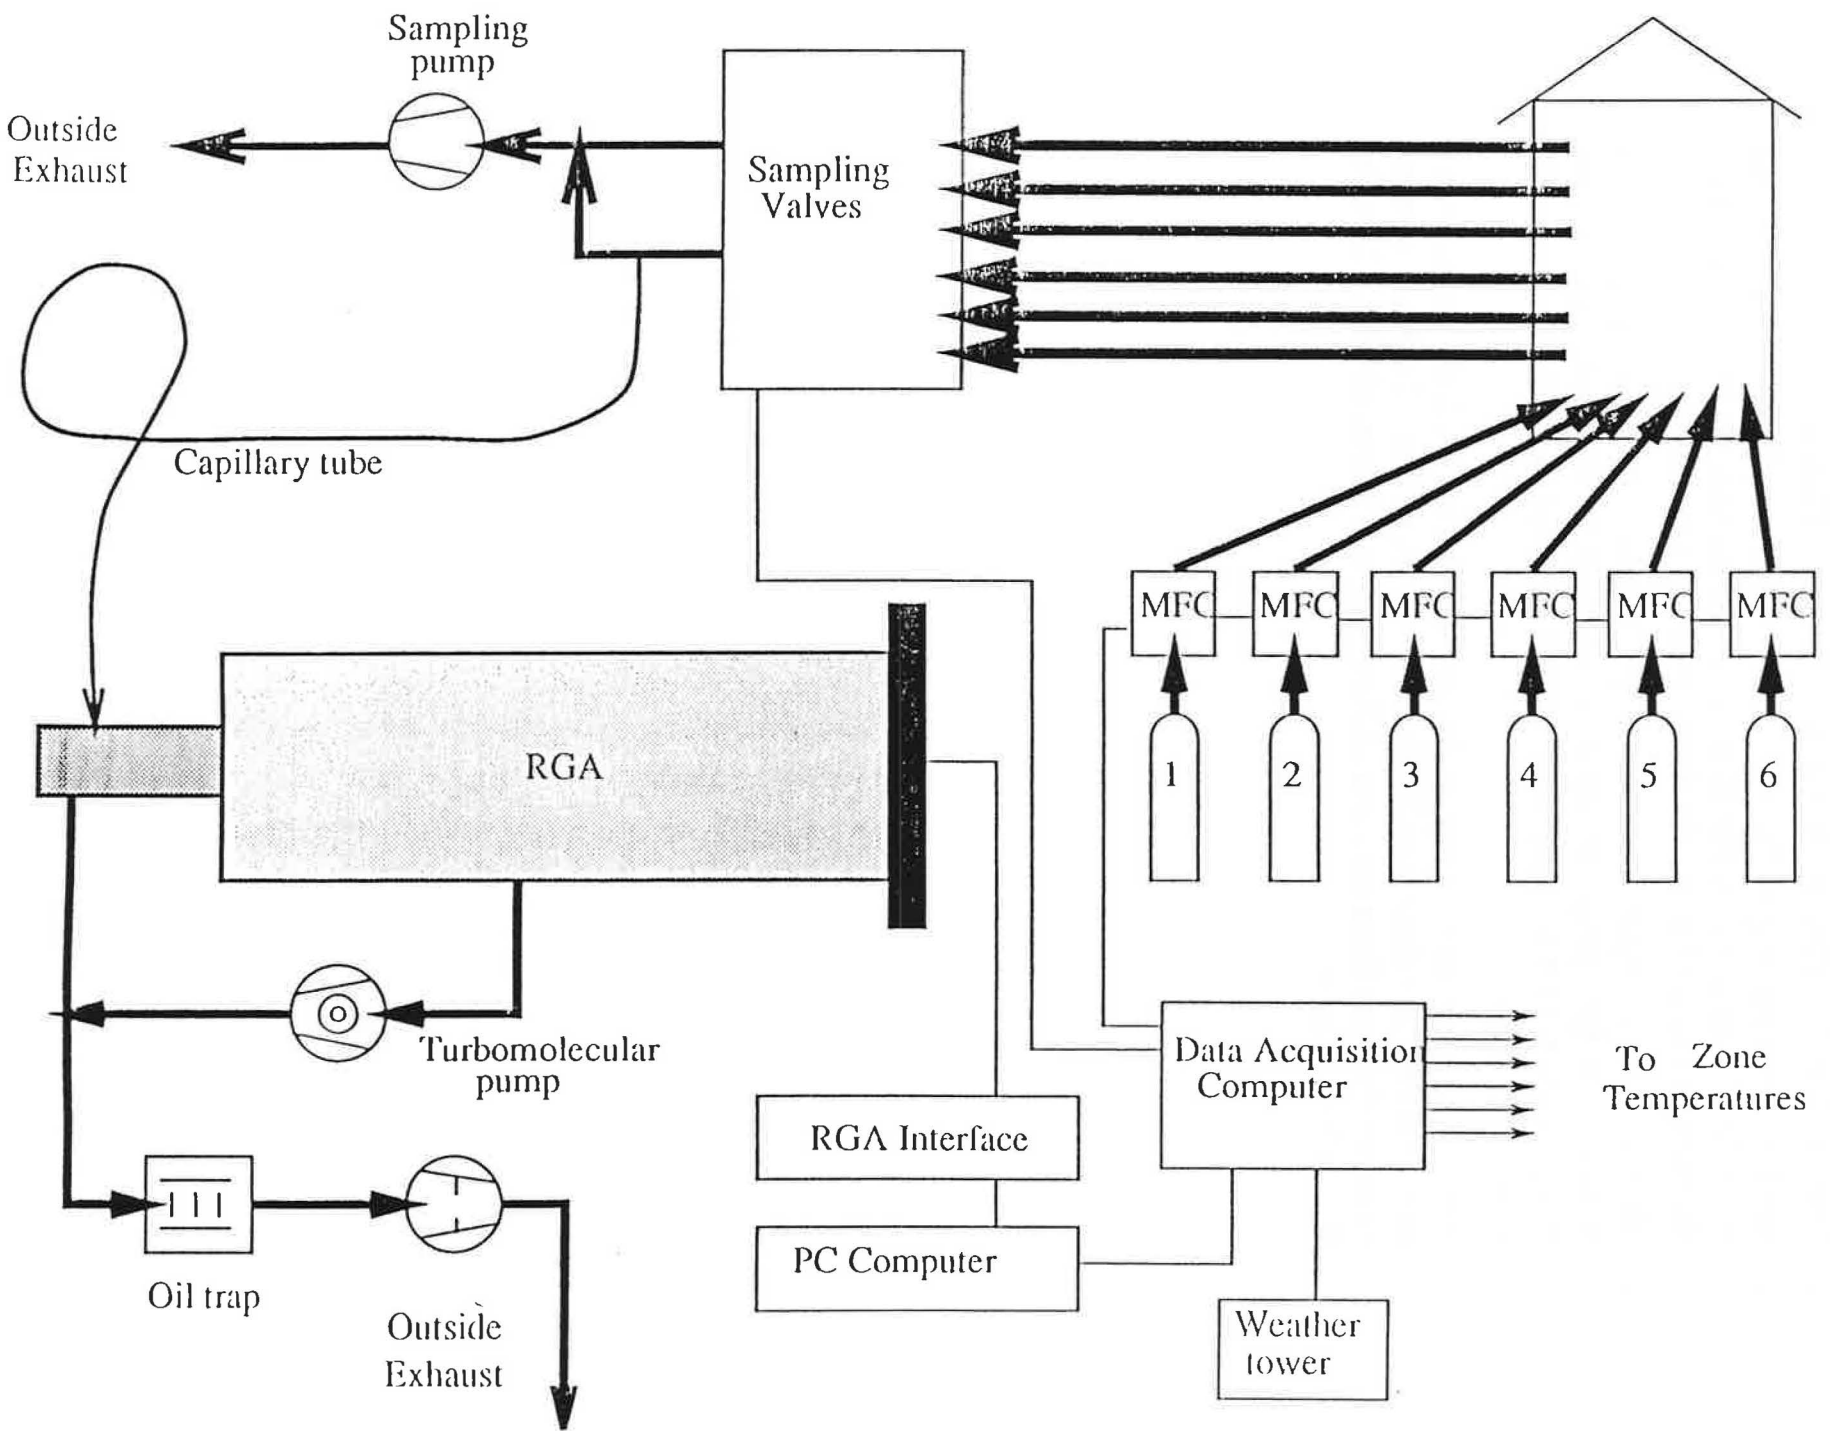 Sampling
pump
Outside
Exhaust
Sampling
Valves
Capillary tube
MFC MFC MFC MFC MFC MFC
RGA
1 2 3 4 5 6
Turbomolecular
pump
Data Acquisition
Computer
To Zone
Temperatures
RGA Interface
PC Computer
Oil trap
Outside
Exhaust
Weather
tower